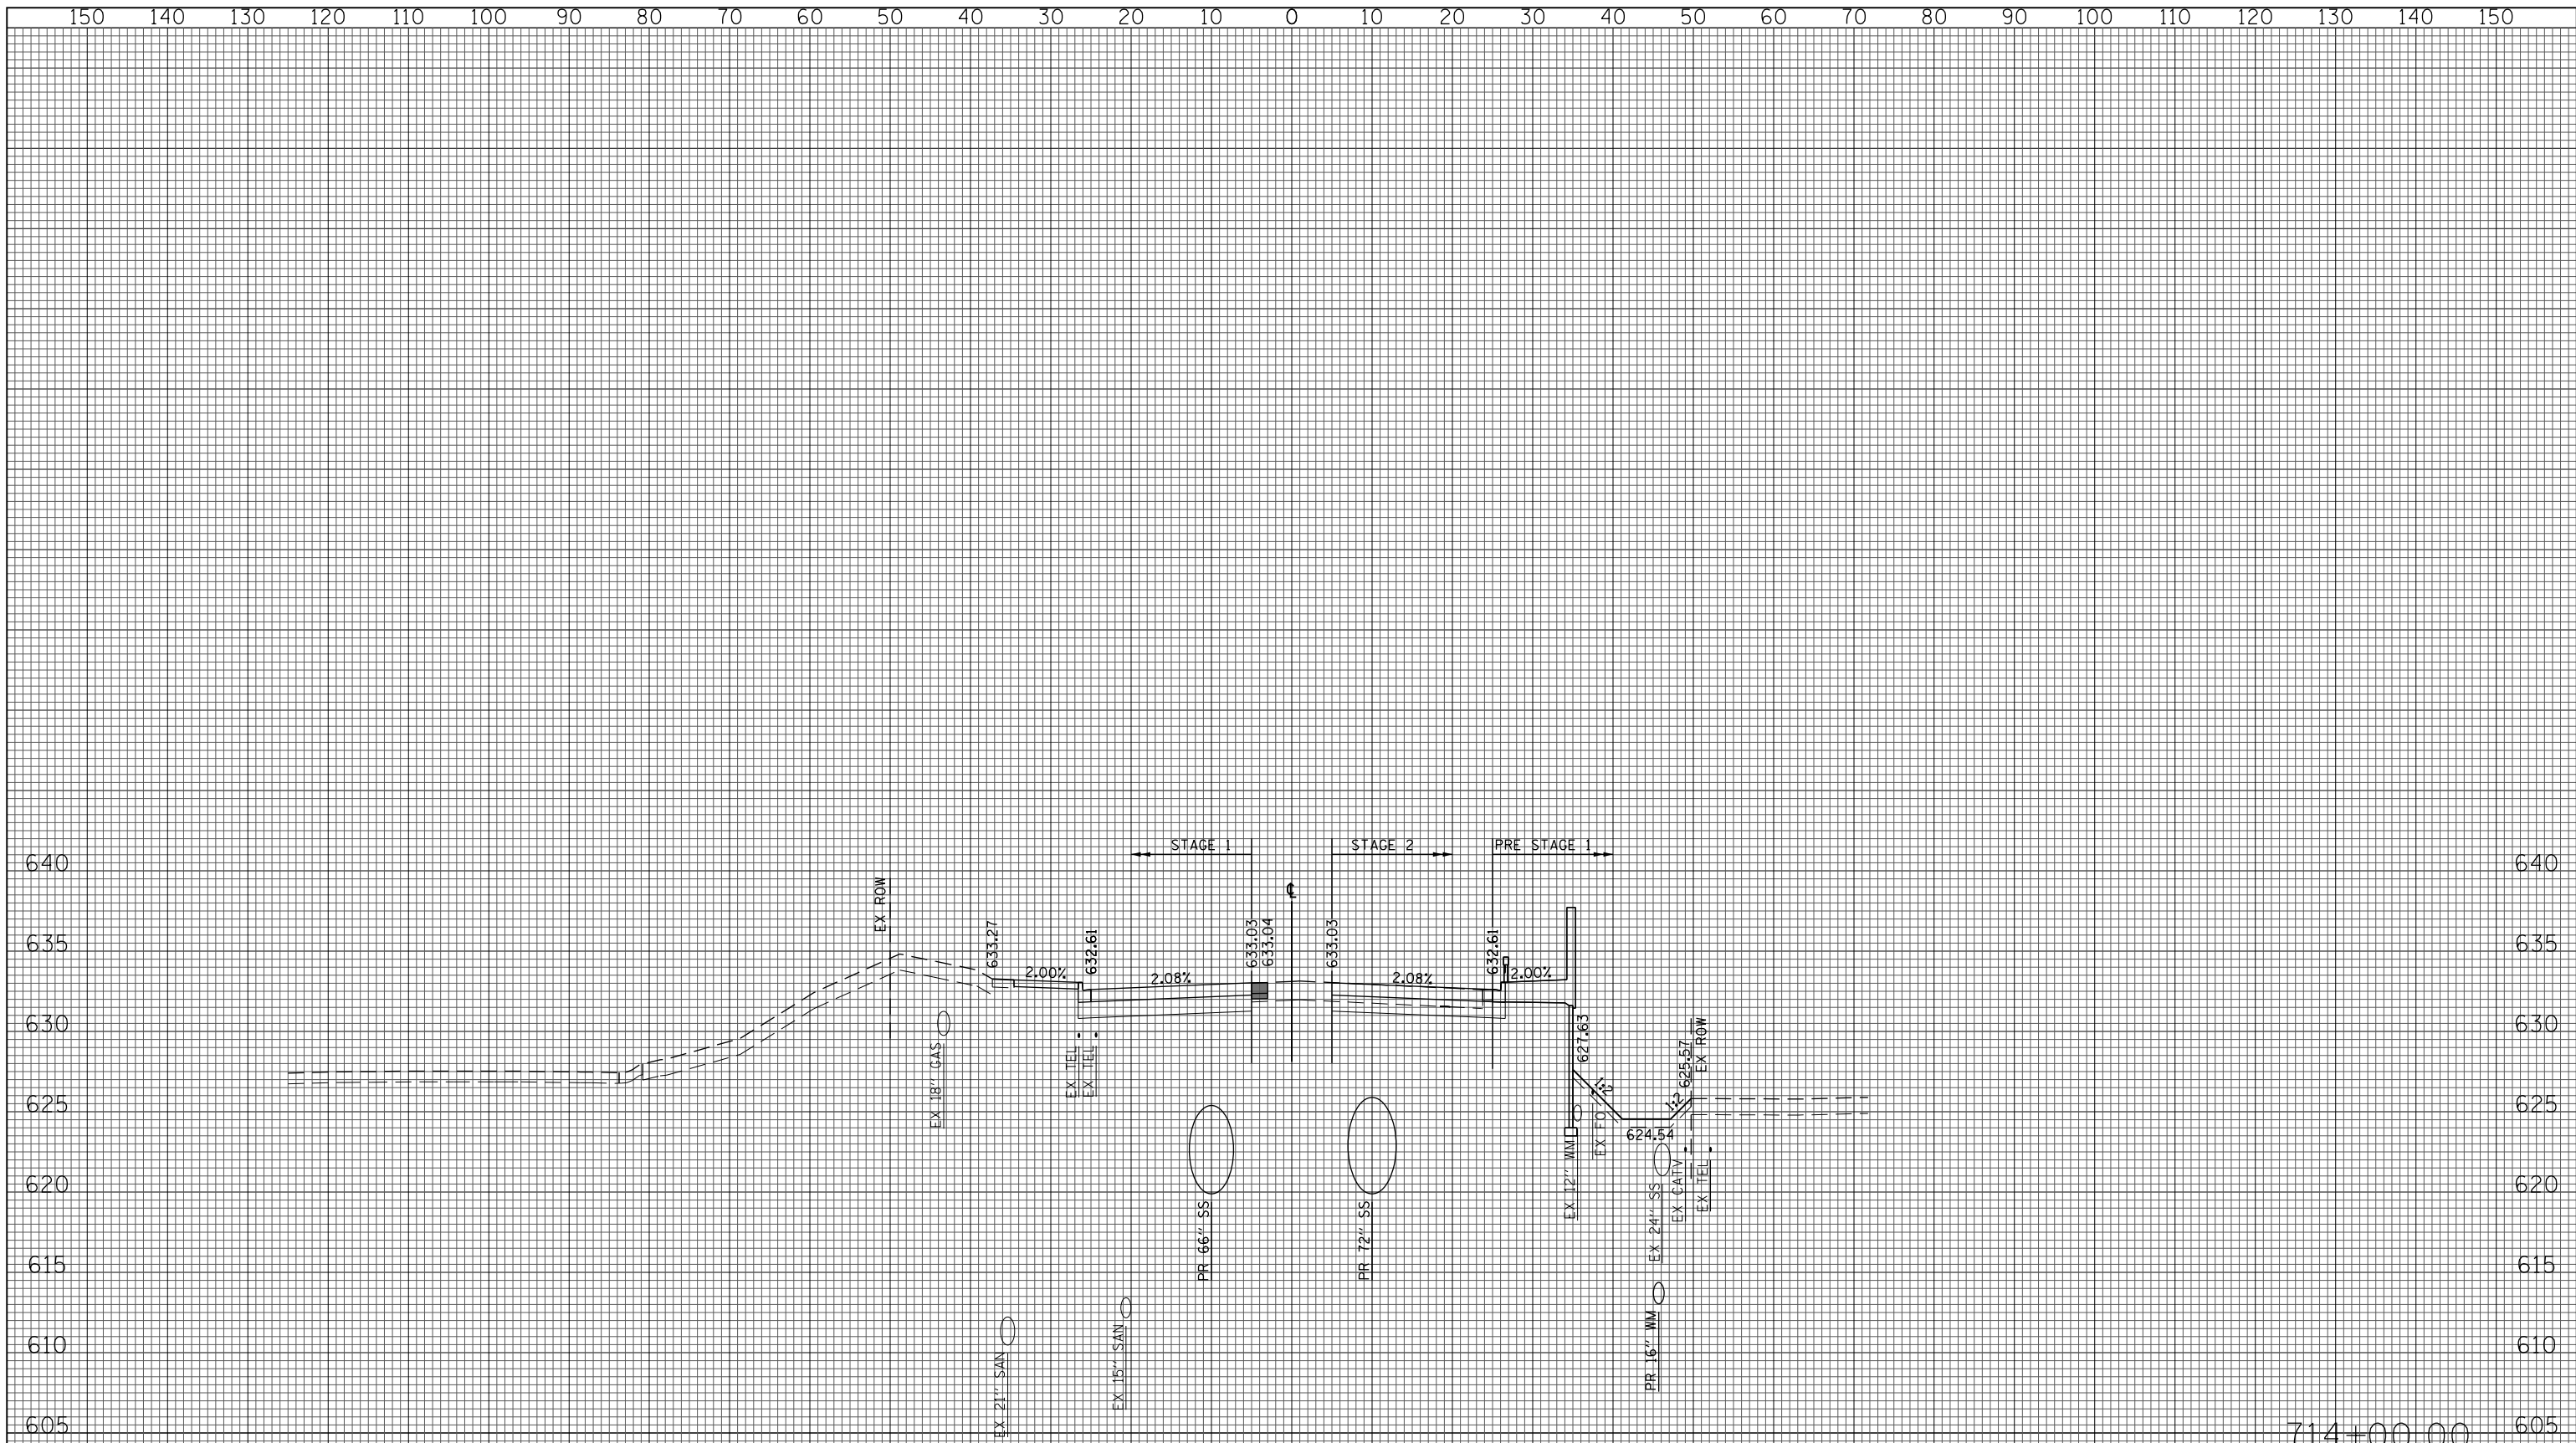 150 140 130 120 110 100 90 80 70 60 50 40 30 20 10 0 10 20 30 40 50 60 70 80 90 100 110 120 130 140 150
STAGE 1 STAGE 2 PRE STAGE 1
640 640
EX ROW
℄
635 635
633.27
632.61
633.03
633.04
633.03
632.61
2.00% 2.08% 2.08% 2.00%
630 630
EX 18" GAS
EX TEL
EX TEL
627.63
625.57
EX ROW
1:2
1:2
625 625
624.54
EX 12" WM
EX FO
EX 24" SS
EX CATV
EX TEL
620 620
PR 66" SS
PR 72" SS
615 615
PR 16" WM
610 610
EX 21" SAN
EX 15" SAN
605 605
714+00.00